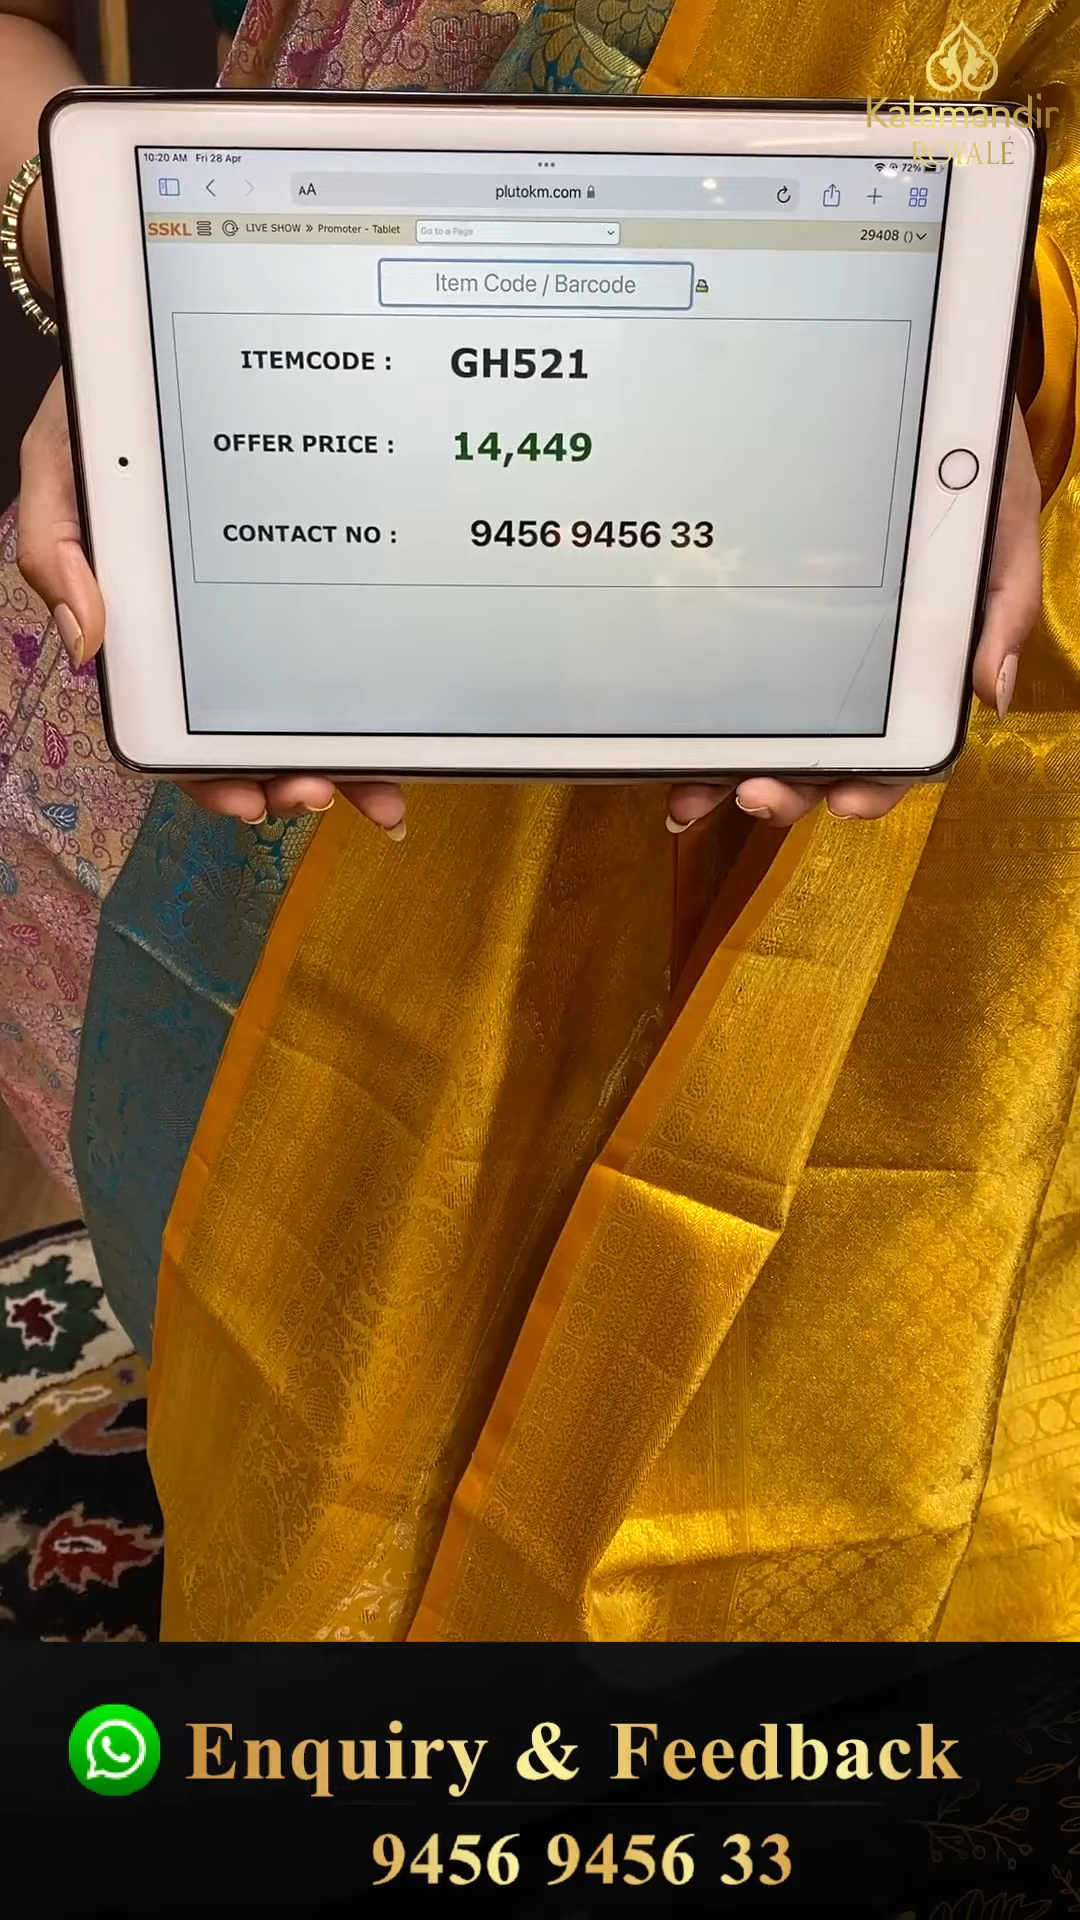 Kalamandir
ROYALÉ
10:20 AM Fri 28 Apr
72%
AA
plutokm.com
SSKL
LIVE SHOW » Promoter - Tablet
Go to a Page
29408 ()
Item Code / Barcode
ITEMCODE : GH521
OFFER PRICE : 14,449
CONTACT NO : 9456 9456 33
Enquiry & Feedback
9456 9456 33